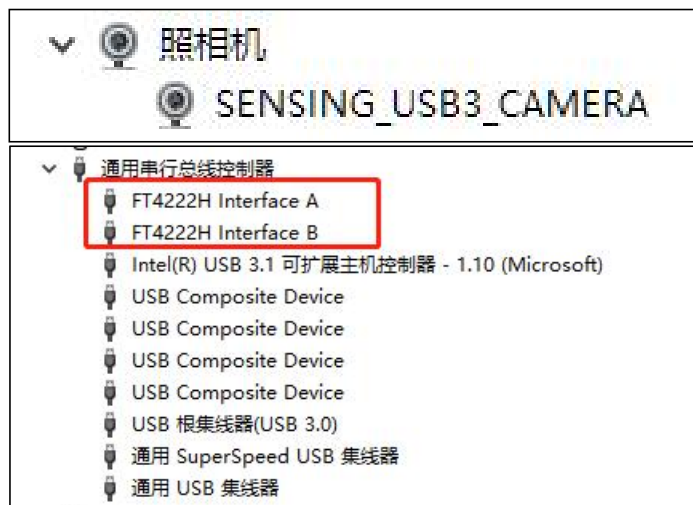 照相机
SENSING_USB3_CAMERA
通用串行总线控制器
FT4222H Interface A
FT4222H Interface B
Intel(R) USB 3.1 可扩展主机控制器 - 1.10 (Microsoft)
USB Composite Device
USB Composite Device
USB Composite Device
USB Composite Device
USB 根集线器(USB 3.0)
通用 SuperSpeed USB 集线器
通用 USB 集线器